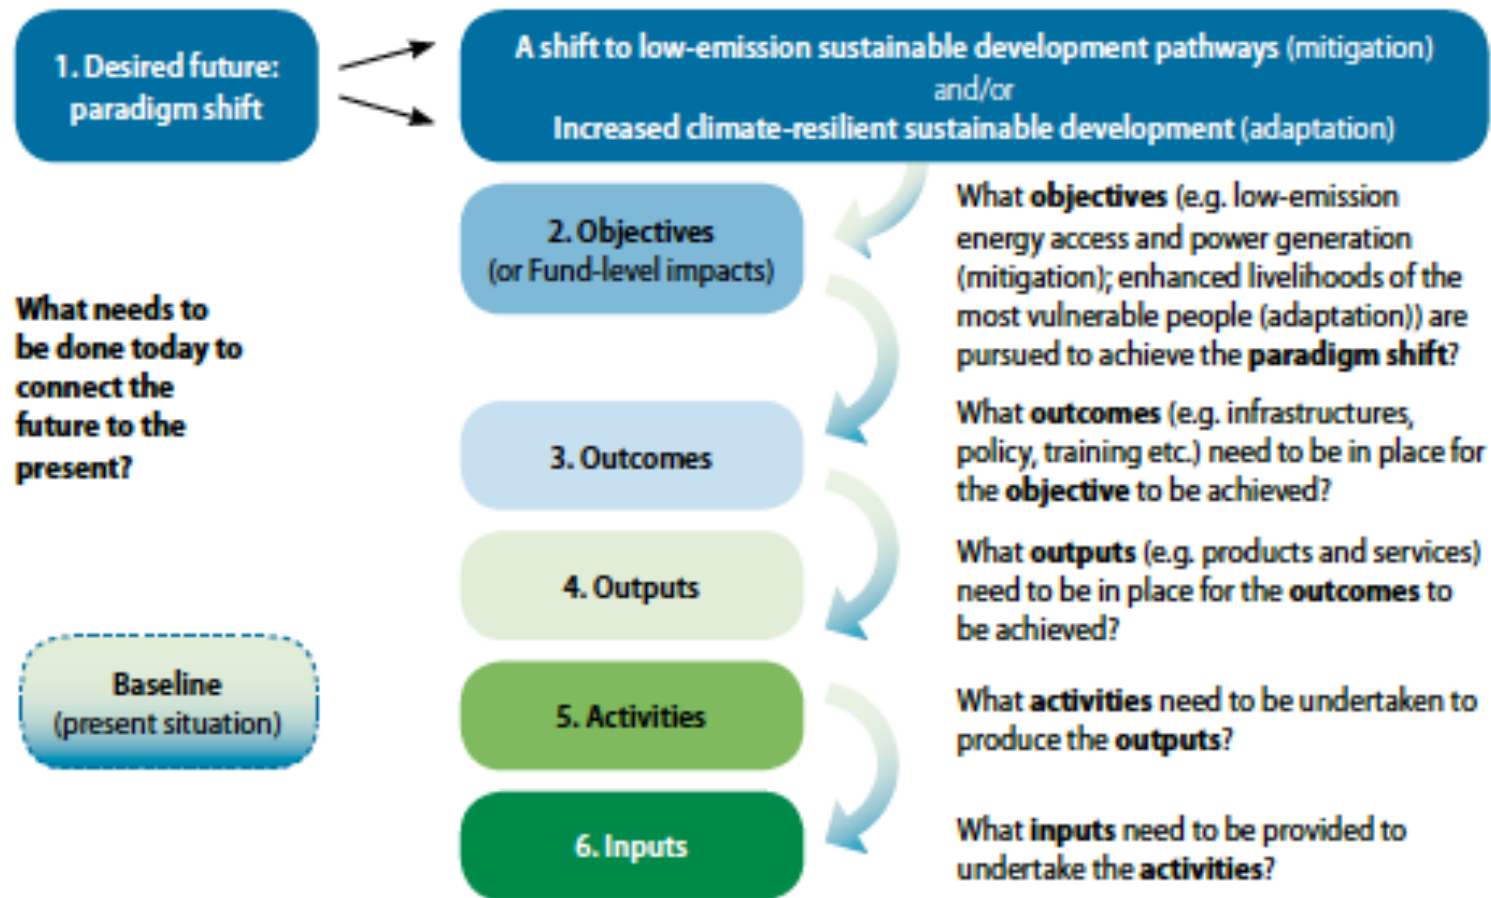 1. Desired future:
paradigm shift
A shift to low-emission sustainable development pathways (mitigation)
and/or
Increased climate-resilient sustainable development (adaptation)
2. Objectives
(or Fund-level impacts)
What objectives (e.g. low-emission
energy access and power generation
(mitigation); enhanced livelihoods of the
most vulnerable people (adaptation)) are
pursued to achieve the paradigm shift?
What needs to
be done today to
connect the
future to the
present?
3. Outcomes
What outcomes (e.g. infrastructures,
policy, training etc.) need to be in place for
the objective to be achieved?
4. Outputs
What outputs (e.g. products and services)
need to be in place for the outcomes to
be achieved?
Baseline
(present situation)
5. Activities
What activities need to be undertaken to
produce the outputs?
6. Inputs
What inputs need to be provided to
undertake the activities?